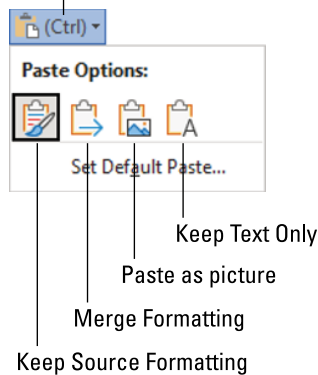 (Ctrl)
Paste Options:
A
Set Default Paste...
Keep Text Only
Paste as picture
Merge Formatting
Keep Source Formatting